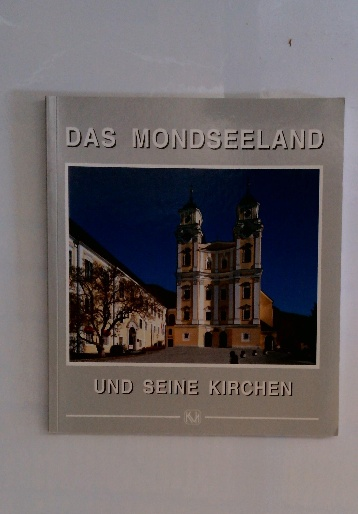 DAS MONDSEELAND
UND SEINE KIRCHEN